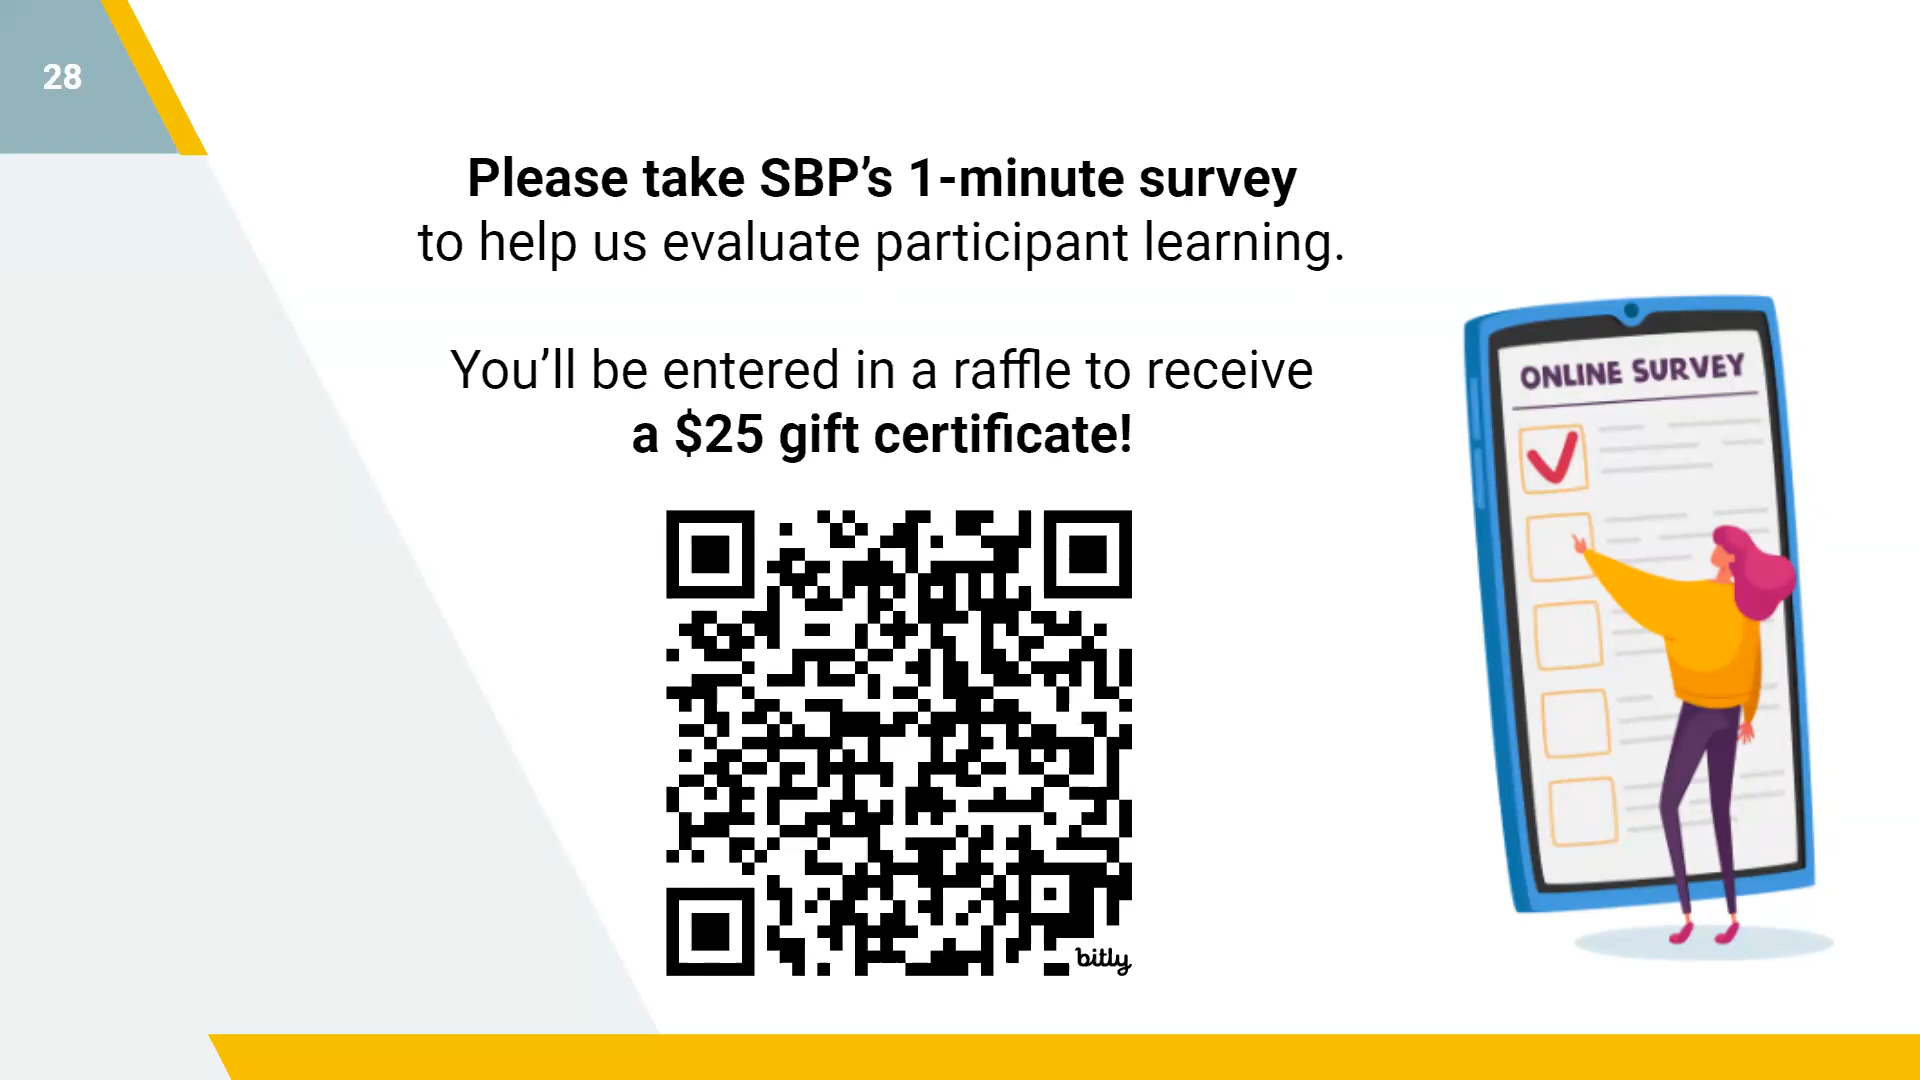 28
Please take SBP’s 1-minute survey
to help us evaluate participant learning.
You’ll be entered in a raffle to receive
a $25 gift certificate!
ONLINE SURVEY
bitly